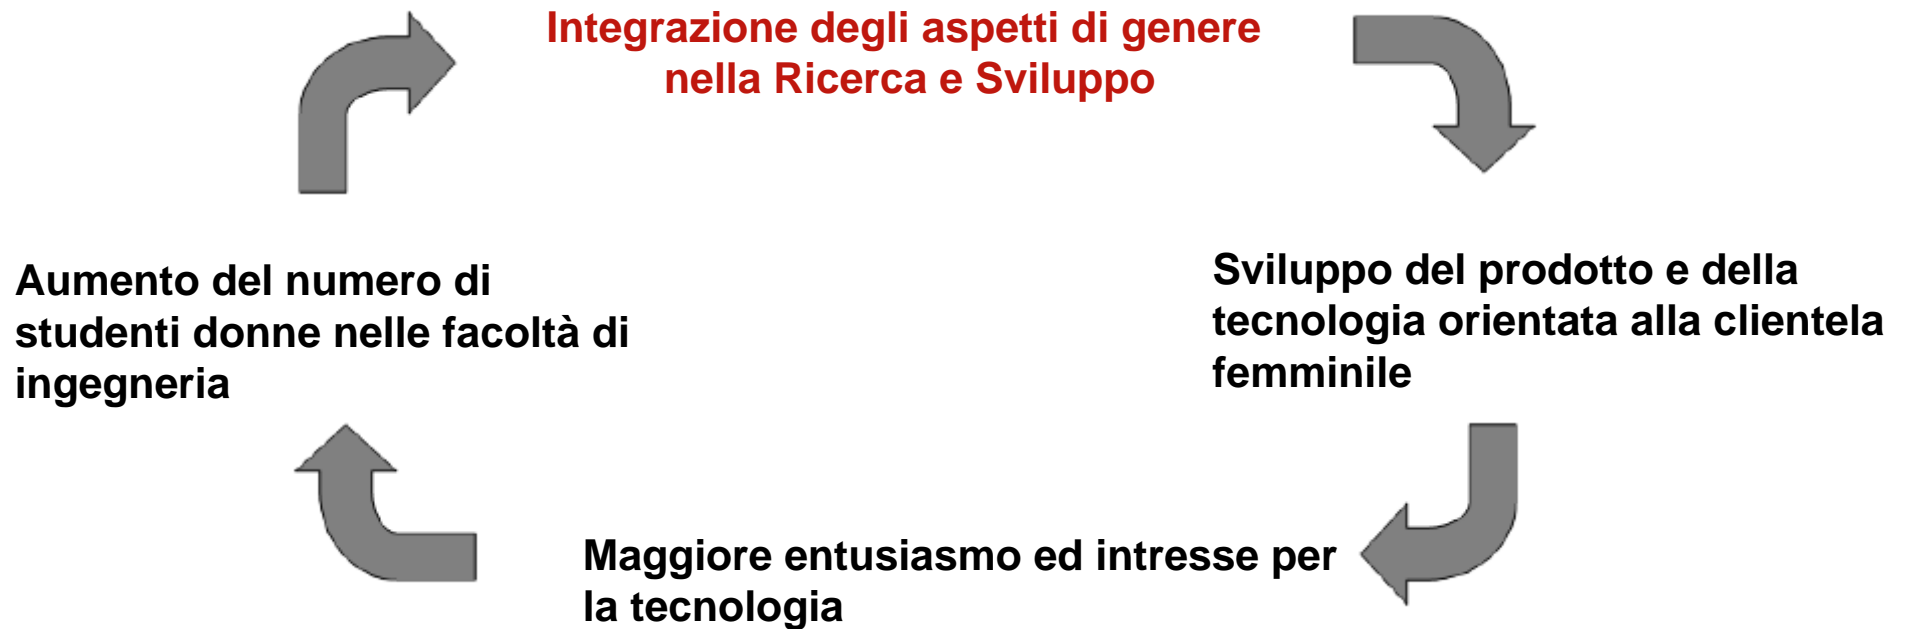 Integrazione degli aspetti di genere
nella Ricerca e Sviluppo
Sviluppo del prodotto e della
tecnologia orientata alla clientela
femminile
Maggiore entusiasmo ed intresse per
la tecnologia
Aumento del numero di
studenti donne nelle facoltà di
ingegneria